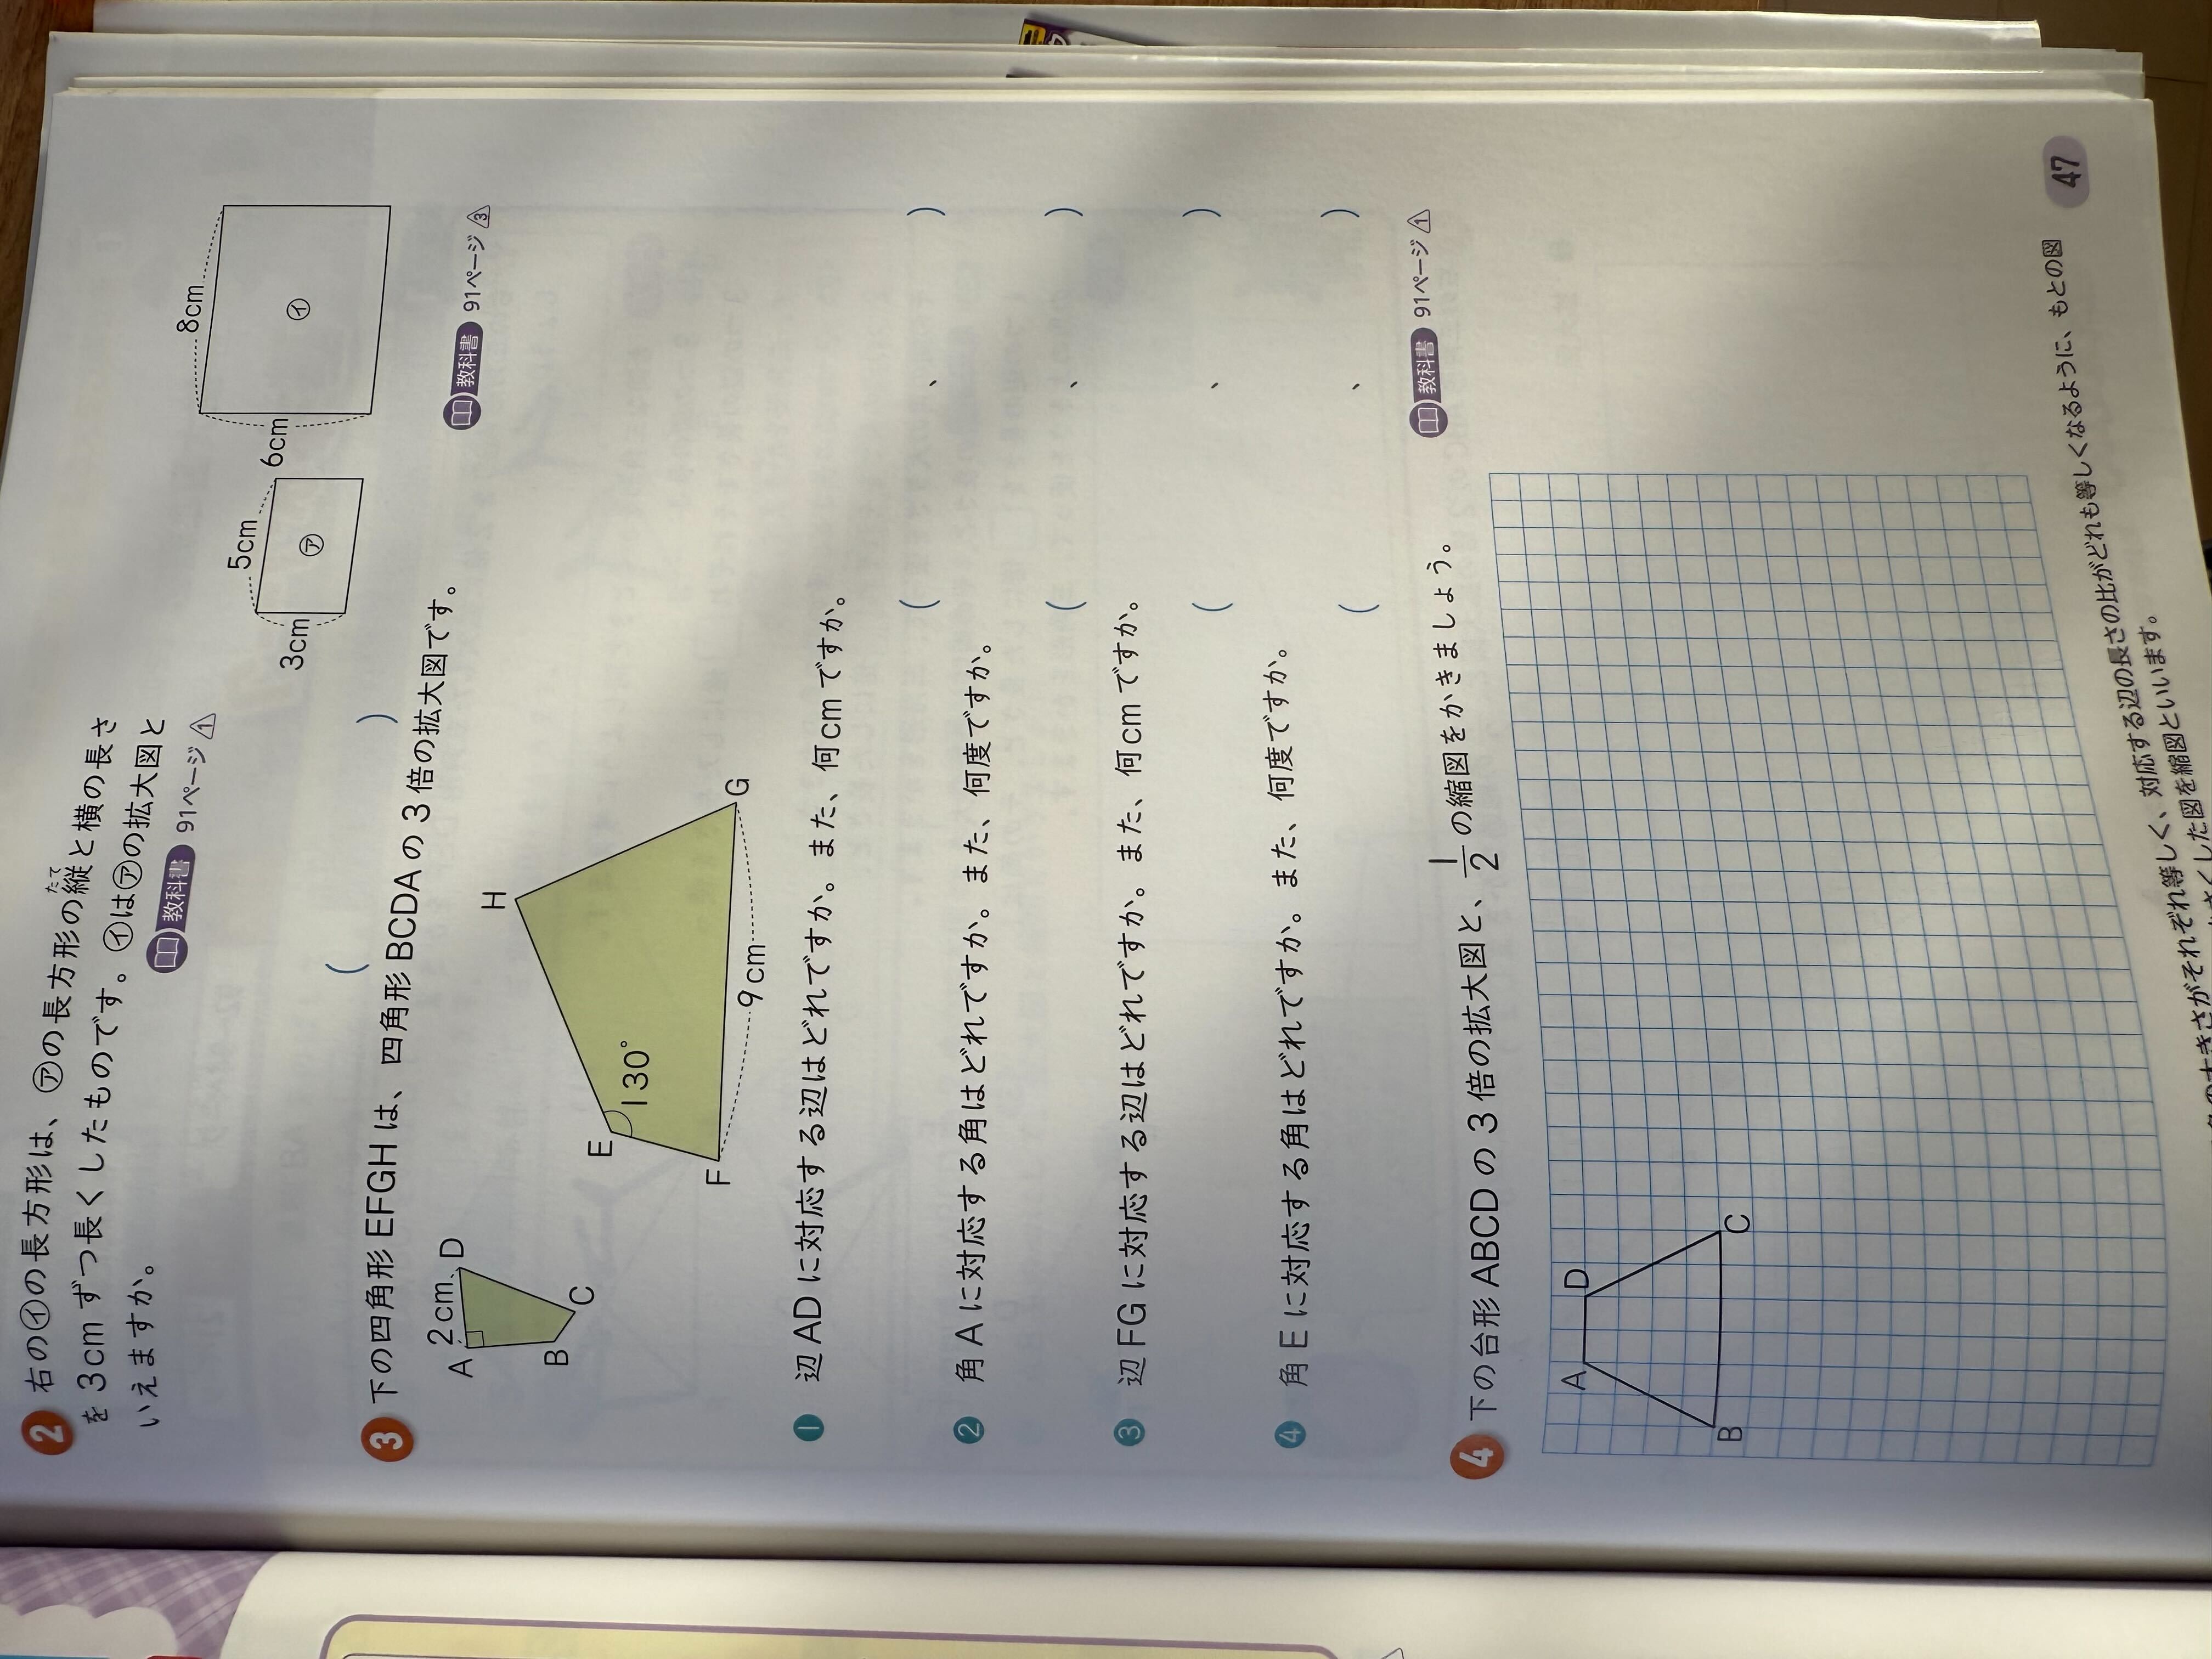 2 右の㋑の長方形は、㋐の長方形の縦と横の長さ
たて
を3cmずつ長くしたものです。㋑は㋐の拡大図と
いえますか。
教科書 91ページ 1
( )
5cm
3cm
㋐
8cm
6cm
㋑
3 下の四角形EFGHは、四角形BCDAの3倍の拡大図です。
教科書 91ページ 3
A
2cm
D
B
C
H
E
130°
F
G
9cm
1 辺ADに対応する辺はどれですか。また、何cmですか。
( 、 )
2 角Aに対応する角はどれですか。また、何度ですか。
( 、 )
3 辺FGに対応する辺はどれですか。また、何cmですか。
( 、 )
4 角Eに対応する角はどれですか。また、何度ですか。
( 、 )
4 下の台形ABCDの3倍の拡大図と、1/2の縮図をかきましょう。
教科書 91ページ 1
A
D
B
C
それぞれ等しく、対応する辺の長さの比がどれも等しくなるように、もとの図
した図を縮図といいます。
47